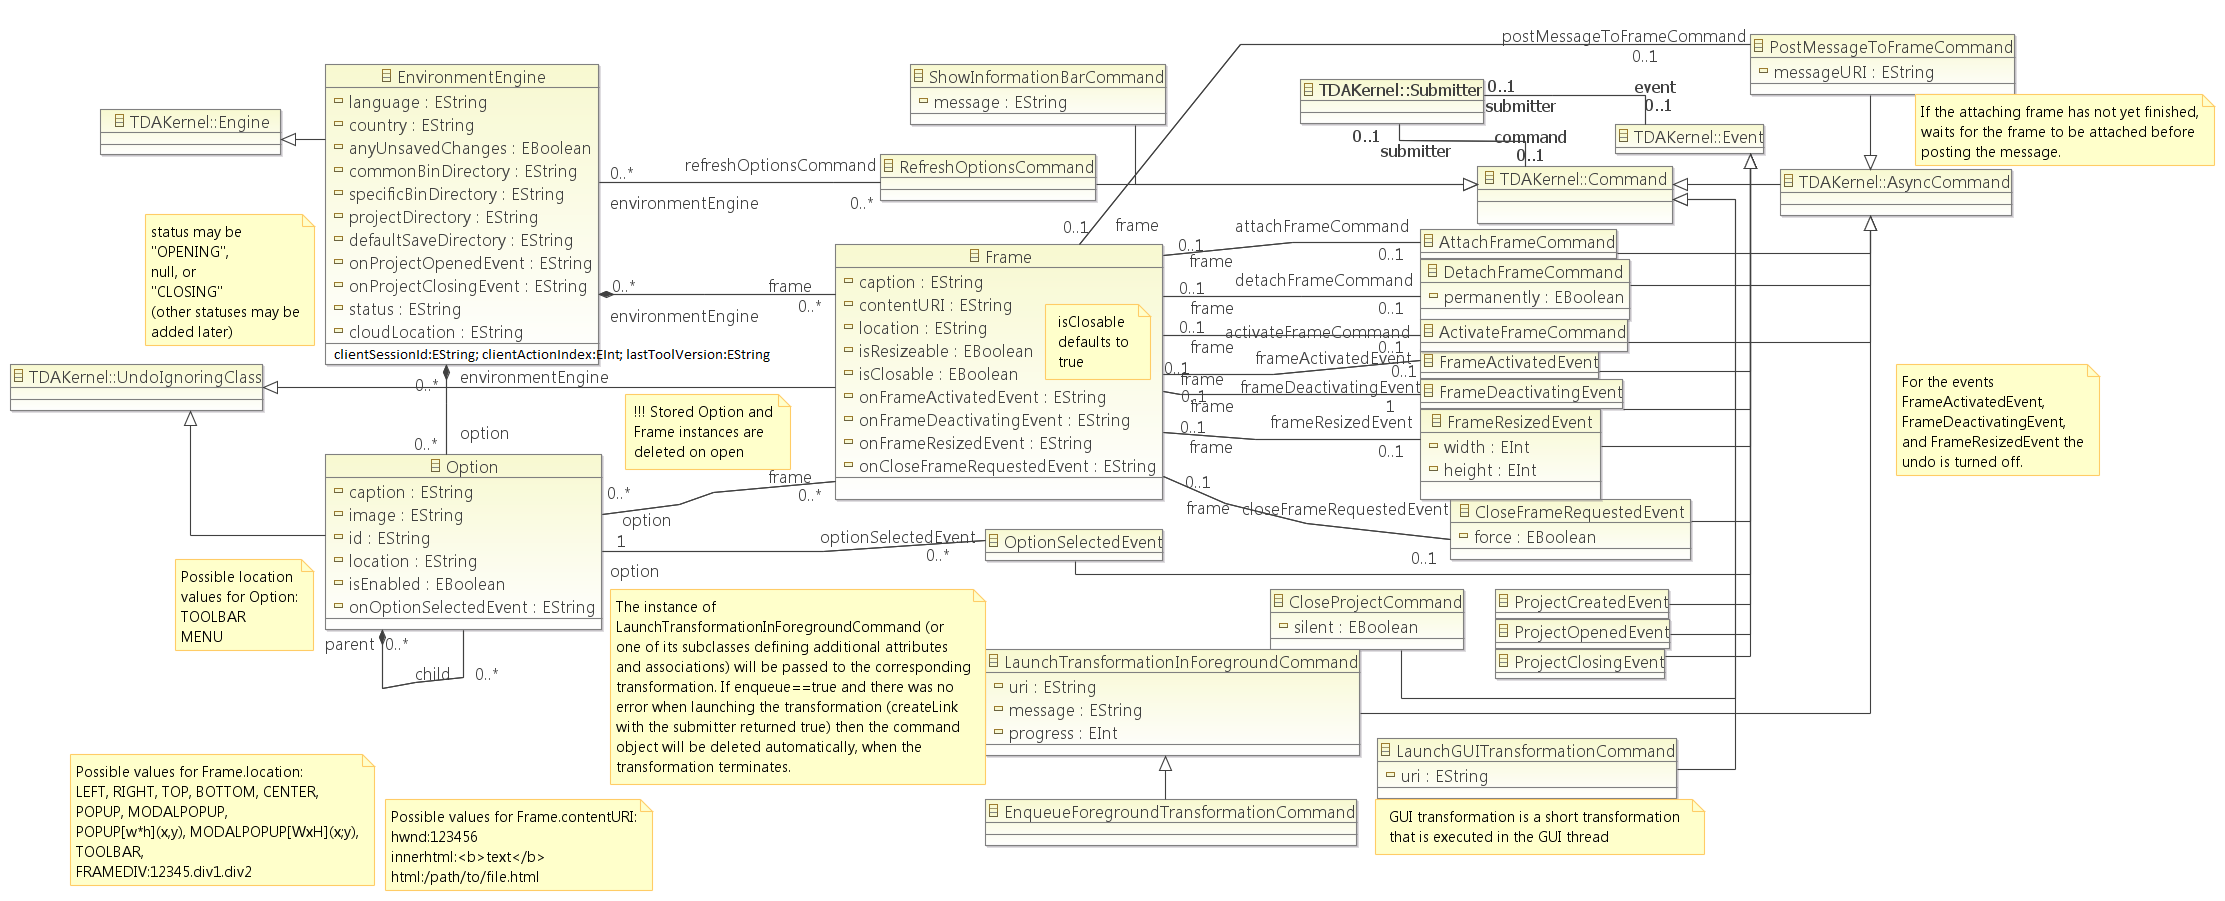 postMessageToFrameCommand
0..1
PostMessageToFrameCommand
messageURI : EString
EnvironmentEngine
language : EString
country : EString
anyUnsavedChanges : EBoolean
commonBinDirectory : EString
specificBinDirectory : EString
projectDirectory : EString
defaultSaveDirectory : EString
onProjectOpenedEvent : EString
onProjectClosingEvent : EString
status : EString
cloudLocation : EString
clientSessionId:EString; clientActionIndex:EInt; lastToolVersion:EString
TDAKernel::Engine
ShowInformationBarCommand
message : EString
TDAKernel::Submitter
0..1
submitter
event
0..1
0..1
submitter
command
0..1
TDAKernel::Event
If the attaching frame has not yet finished,
waits for the frame to be attached before
posting the message.
0..*
refreshOptionsCommand
environmentEngine
0..*
RefreshOptionsCommand
TDAKernel::Command
TDAKernel::AsyncCommand
status may be
"OPENING",
null, or
"CLOSING"
(other statuses may be
added later)
0..*
frame
environmentEngine
0..*
0..1
frame
Frame
caption : EString
contentURI : EString
location : EString
isResizeable : EBoolean
isClosable : EBoolean
onFrameActivatedEvent : EString
onFrameDeactivatingEvent : EString
onFrameResizedEvent : EString
onCloseFrameRequestedEvent : EString
isClosable
defaults to
true
attachFrameCommand
0..1
frame
0..1
AttachFrameCommand
detachFrameCommand
0..1
frame
0..1
DetachFrameCommand
permanently : EBoolean
0..1
activateFrameCommand
frame
0..1
ActivateFrameCommand
frameActivatedEvent
0..1
frame
0..1
FrameActivatedEvent
frameDeactivatingEvent
0..1
frame
1
FrameDeactivatingEvent
frameResizedEvent
0..1
frame
0..1
FrameResizedEvent
width : EInt
height : EInt
0..1
frame
closeFrameRequestedEvent
0..1
CloseFrameRequestedEvent
force : EBoolean
For the events
FrameActivatedEvent,
FrameDeactivatingEvent,
and FrameResizedEvent the
undo is turned off.
TDAKernel::UndoIgnoringClass
0..*
environmentEngine
option
0..*
!!! Stored Option and
Frame instances are
deleted on open
Option
caption : EString
image : EString
id : EString
location : EString
isEnabled : EBoolean
onOptionSelectedEvent : EString
frame
0..*
0..*
option
1
optionSelectedEvent
0..*
option
OptionSelectedEvent
Possible location
values for Option:
TOOLBAR
MENU
parent
0..*
child
0..*
The instance of
LaunchTransformationInForegroundCommand (or
one of its subclasses defining additional attributes
and associations) will be passed to the corresponding
transformation. If enqueue==true and there was no
error when launching the transformation (createLink
with the submitter returned true) then the command
object will be deleted automatically, when the
transformation terminates.
CloseProjectCommand
silent : EBoolean
ProjectCreatedEvent
ProjectOpenedEvent
ProjectClosingEvent
LaunchTransformationInForegroundCommand
uri : EString
message : EString
progress : EInt
LaunchGUITransformationCommand
uri : EString
EnqueueForegroundTransformationCommand
GUI transformation is a short transformation
that is executed in the GUI thread
Possible values for Frame.location:
LEFT, RIGHT, TOP, BOTTOM, CENTER,
POPUP, MODALPOPUP,
POPUP[w*h](x,y), MODALPOPUP[WxH](x;y),
TOOLBAR,
FRAMEDIV:12345.div1.div2
Possible values for Frame.contentURI:
hwnd:123456
innerhtml:<b>text</b>
html:/path/to/file.html